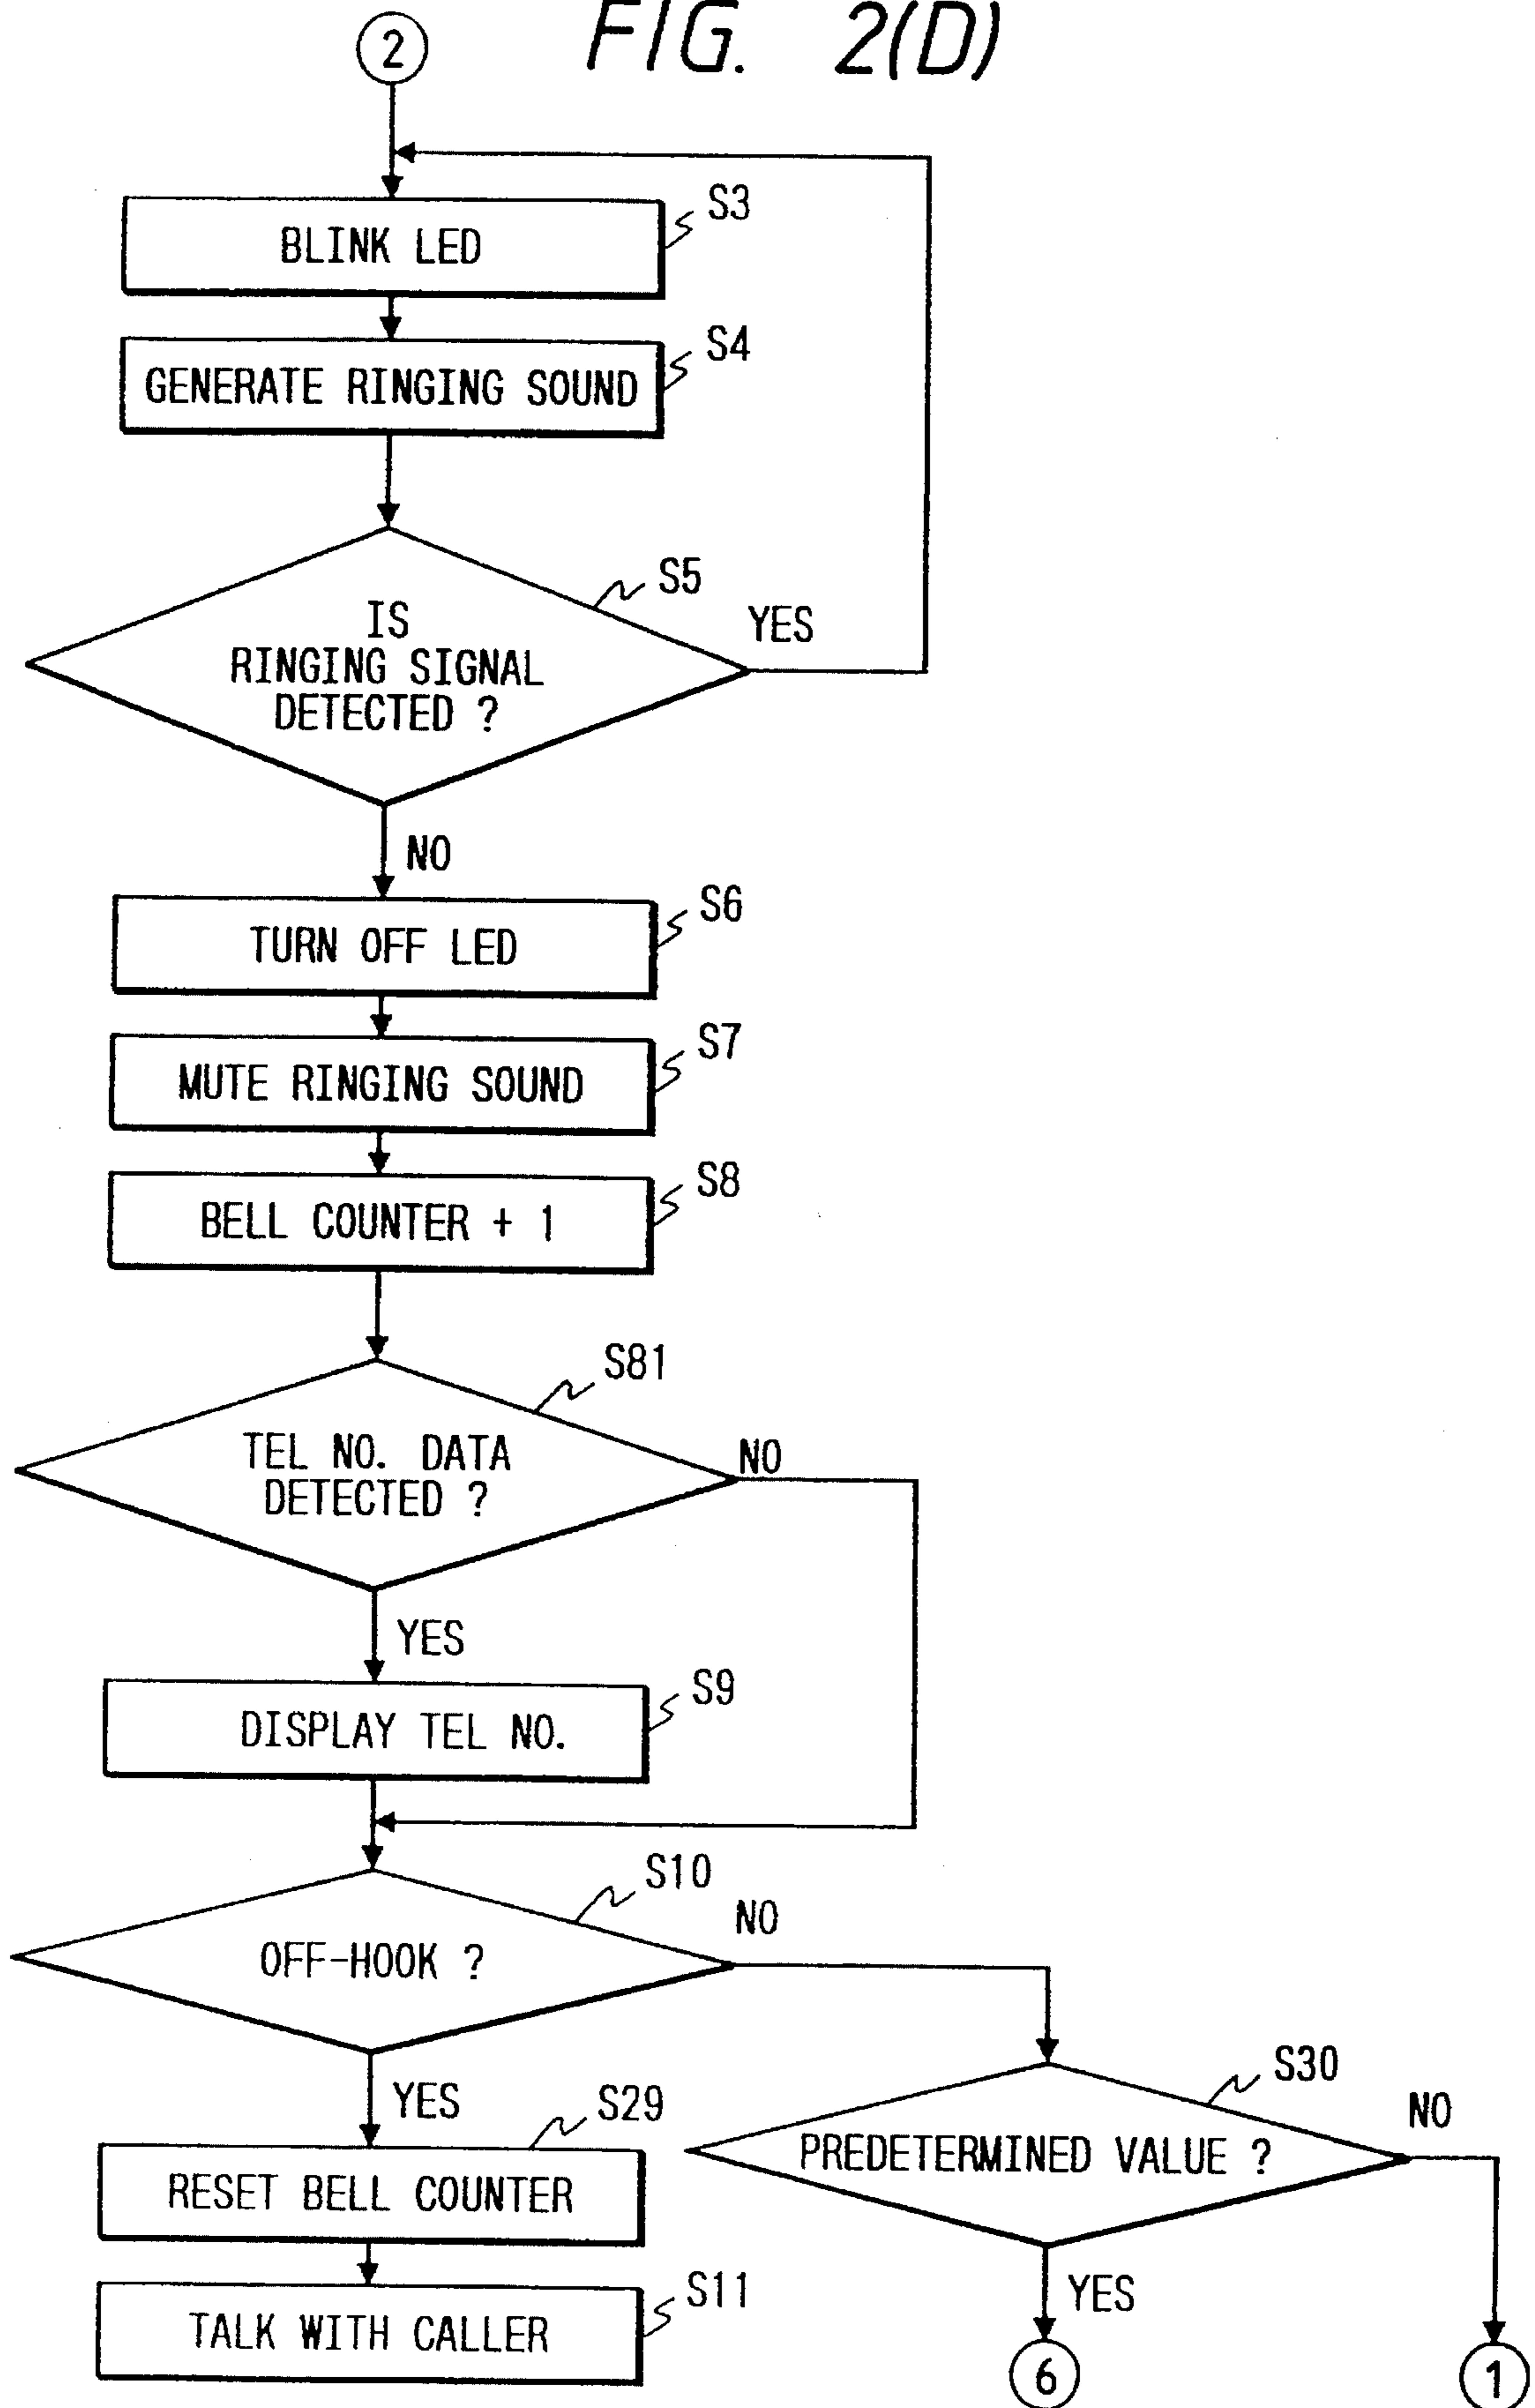 FIG. 2(D)
2
S3
BLINK LED
S4
GENERATE RINGING SOUND
S5
IS
RINGING SIGNAL
DETECTED ?
YES
NO
S6
TURN OFF LED
S7
MUTE RINGING SOUND
S8
BELL COUNTER + 1
S81
TEL NO. DATA
DETECTED ?
NO
YES
S9
DISPLAY TEL NO.
S10
OFF-HOOK ?
NO
YES
S29
RESET BELL COUNTER
S11
TALK WITH CALLER
S30
PREDETERMINED VALUE ?
NO
YES
6
1